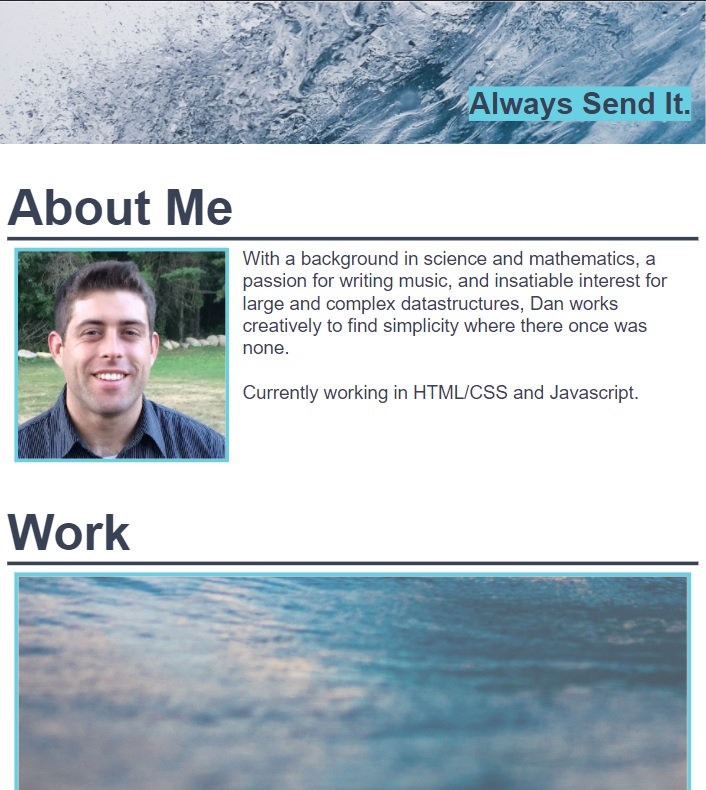 Always Send It.
About Me
With a background in science and mathematics, a
passion for writing music, and insatiable interest for
large and complex datastructures, Dan works
creatively to find simplicity where there once was
none.
Currently working in HTML/CSS and Javascript.
Work